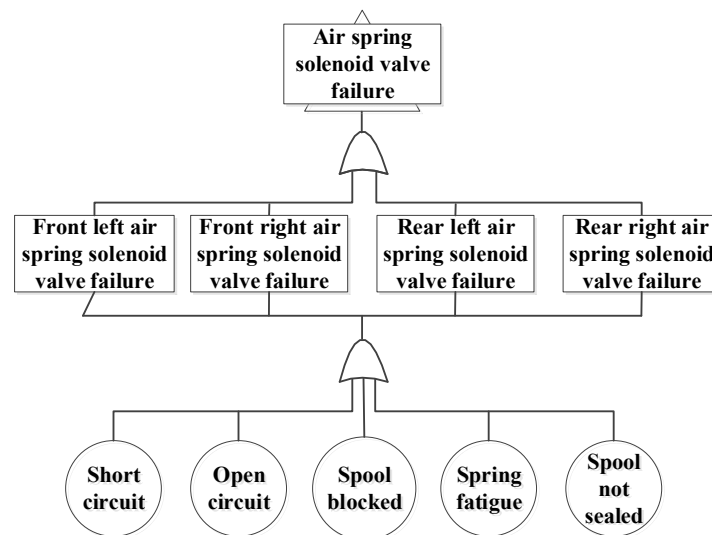 Air spring
solenoid valve
failure
Front left air
spring solenoid
valve failure
Front right air
spring solenoid
valve failure
Rear left air
spring solenoid
valve failure
Rear right air
spring solenoid
valve failure
Short
circuit
Open
circuit
Spool
blocked
Spring
fatigue
Spool
not
sealed